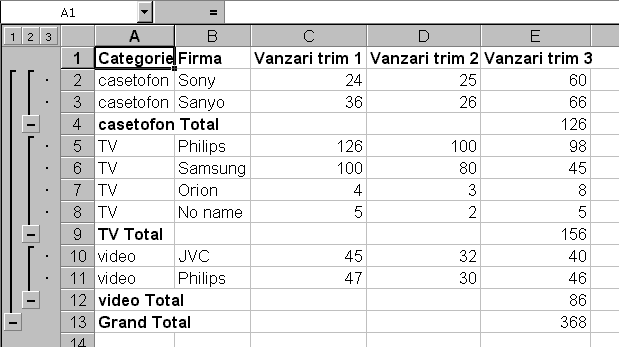 A1 =
1 2 3 A B C D E
1 Categorie Firma Vanzari trim 1 Vanzari trim 2 Vanzari trim 3
2 casetofon Sony 24 25 60
3 casetofon Sanyo 36 26 66
4 casetofon Total 126
5 TV Philips 126 100 98
6 TV Samsung 100 80 45
7 TV Orion 4 3 8
8 TV No name 5 2 5
9 TV Total 156
10 video JVC 45 32 40
11 video Philips 47 30 46
12 video Total 86
13 Grand Total 368
14